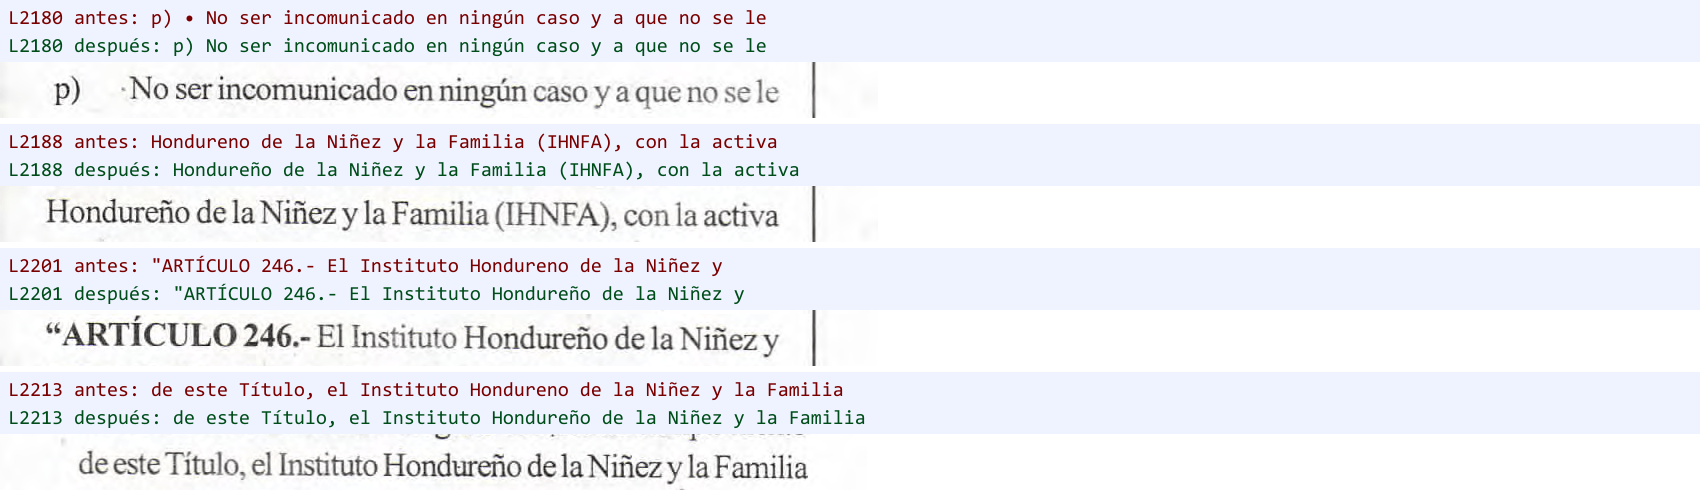 L2180 antes: p) • No ser incomunicado en ningún caso y a que no se le
L2180 después: p) No ser incomunicado en ningún caso y a que no se le
p) ·No ser incomunicado en ningún caso y a que no se le
L2188 antes: Hondureno de la Niñez y la Familia (IHNFA), con la activa
L2188 después: Hondureño de la Niñez y la Familia (IHNFA), con la activa
Hondureño de la Niñez y la Familia (IHNFA), con la activa
L2201 antes: "ARTÍCULO 246.- El Instituto Hondureno de la Niñez y
L2201 después: "ARTÍCULO 246.- El Instituto Hondureño de la Niñez y
“ARTÍCULO 246.- El Instituto Hondureño de la Niñez y
L2213 antes: de este Título, el Instituto Hondureno de la Niñez y la Familia
L2213 después: de este Título, el Instituto Hondureño de la Niñez y la Familia
de este Título, el Instituto Hondureño de la Niñez y la Familia